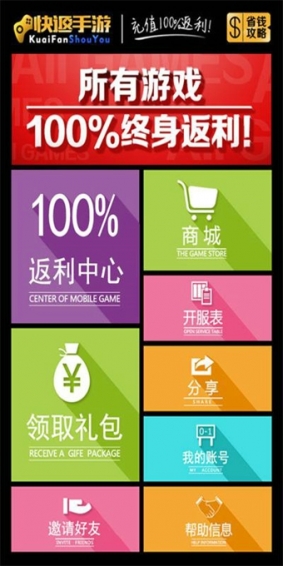 快返手游
KuaiFanShouYou
充值100%返利!
省钱
攻略
所有游戏
100%终身返利!
100%
返利中心
CENTER OF MOBILE GAME
商城
THE GAME STORE
开服表
OPEN SERVICE TABLE
分享
SHARE
领取礼包
RECEIVE A GIFE PACKAGE
我的账号
MY ACCOUNT
邀请好友
INVITE FRIENDS
帮助信息
HELP INFORMATION